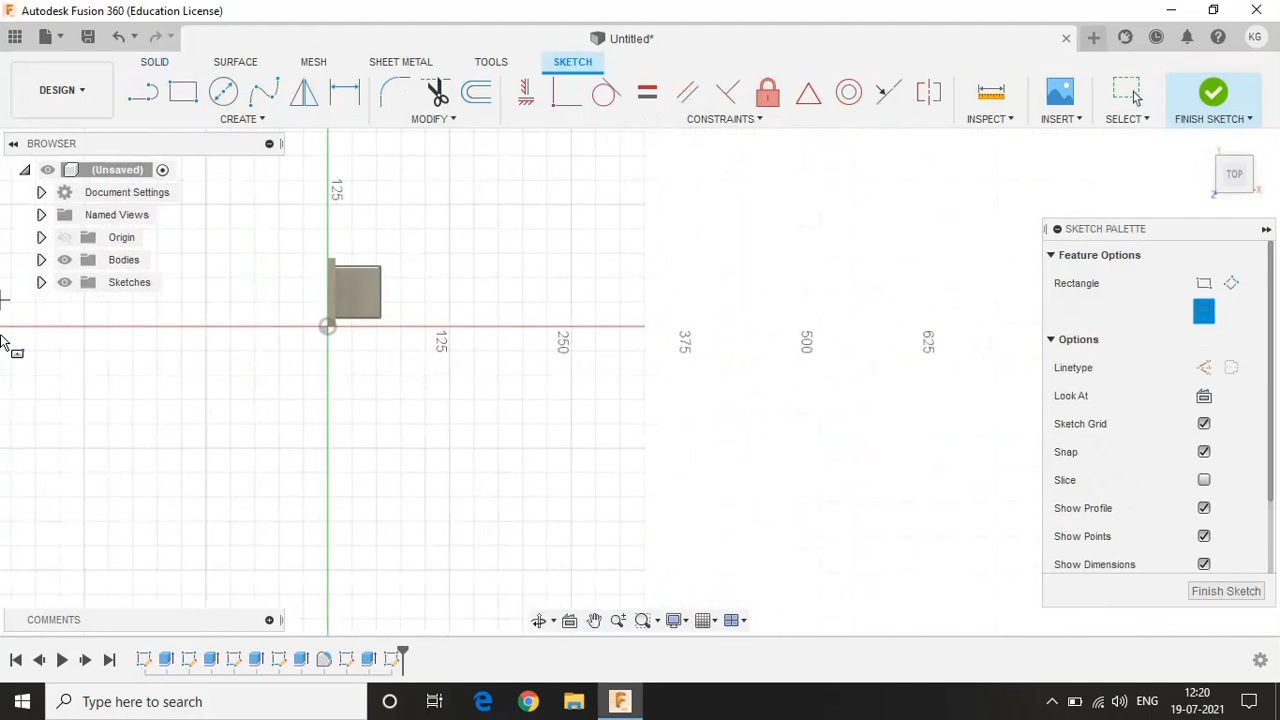 Autodesk Fusion 360 (Education License)
Untitled*
KG
DESIGN
SOLID
SURFACE
MESH
SHEET METAL
TOOLS
SKETCH
CREATE
MODIFY
CONSTRAINTS
INSPECT
INSERT
SELECT
FINISH SKETCH
BROWSER
(Unsaved)
Document Settings
Named Views
Origin
Bodies
Sketches
125
125
250
375
500
625
TOP
Y
Z
X
SKETCH PALETTE
Feature Options
Rectangle
Options
Linetype
Look At
Sketch Grid
Snap
Slice
Show Profile
Show Points
Show Dimensions
Finish Sketch
COMMENTS
Type here to search
ENG
12:20
19-07-2021